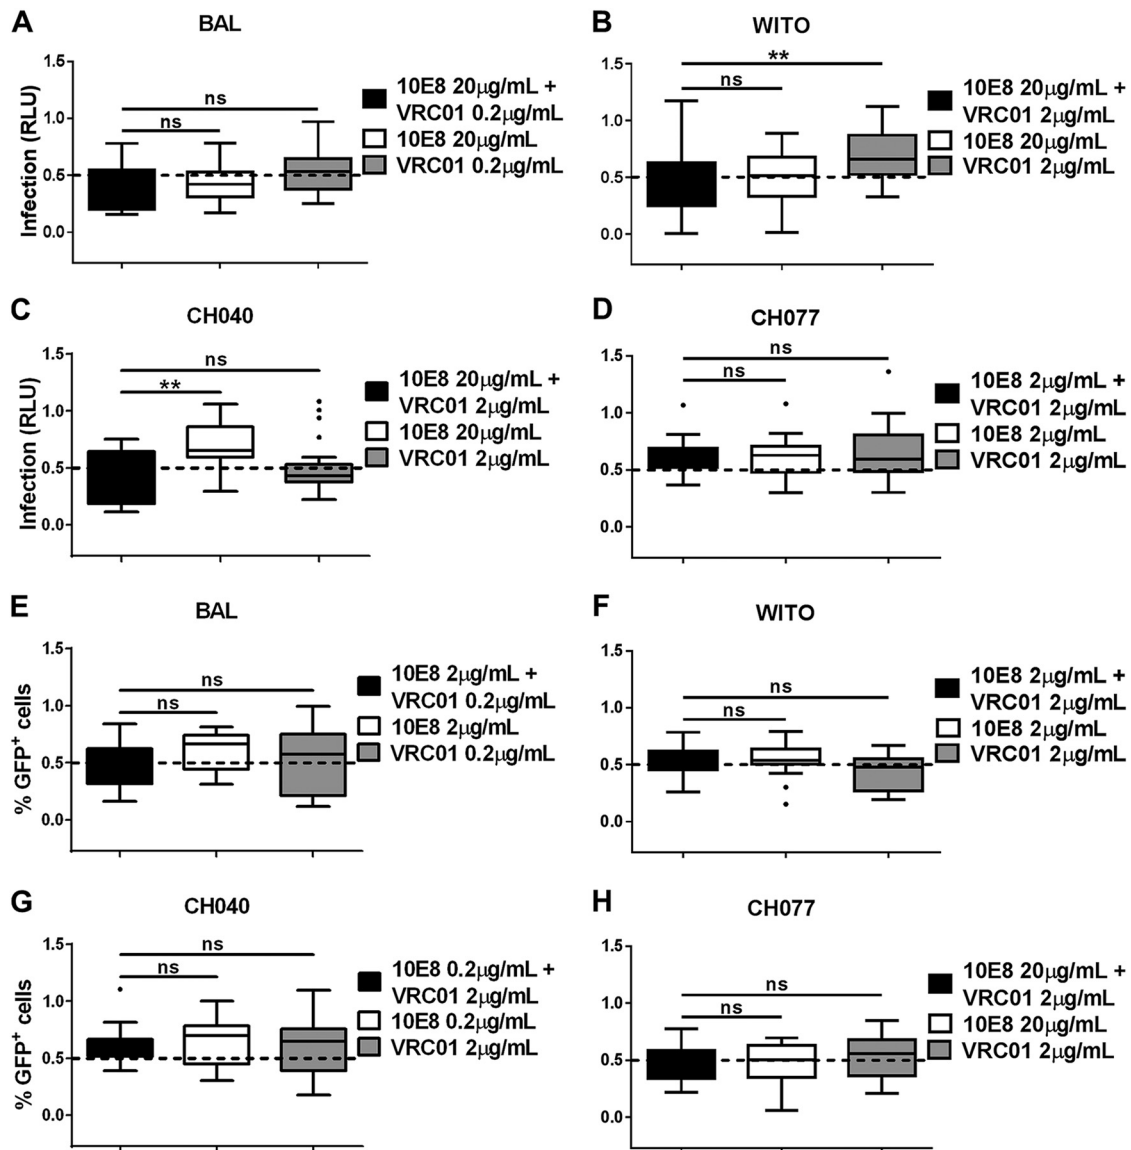 A
BAL
Infection (RLU)
1.5
1.0
0.5
0.0
ns
ns
10E8 20μg/mL +
VRC01 0.2μg/mL
10E8 20μg/mL
VRC01 0.2μg/mL
B
WITO
1.5
1.0
0.5
0.0
**
ns
10E8 20μg/mL +
VRC01 2μg/mL
10E8 20μg/mL
VRC01 2μg/mL
C
CH040
Infection (RLU)
1.5
1.0
0.5
0.0
ns
**
10E8 20μg/mL +
VRC01 2μg/mL
10E8 20μg/mL
VRC01 2μg/mL
D
CH077
1.5
1.0
0.5
0.0
ns
ns
10E8 2μg/mL +
VRC01 2μg/mL
10E8 2μg/mL
VRC01 2μg/mL
E
BAL
% GFP⁺ cells
1.5
1.0
0.5
0.0
ns
ns
10E8 2μg/mL +
VRC01 0.2μg/mL
10E8 2μg/mL
VRC01 0.2μg/mL
F
WITO
1.5
1.0
0.5
0.0
ns
ns
10E8 2μg/mL +
VRC01 2μg/mL
10E8 2μg/mL
VRC01 2μg/mL
G
CH040
% GFP⁺ cells
1.5
1.0
0.5
0.0
ns
ns
10E8 0.2μg/mL +
VRC01 2μg/mL
10E8 0.2μg/mL
VRC01 2μg/mL
H
CH077
1.5
1.0
0.5
0.0
ns
ns
10E8 20μg/mL +
VRC01 2μg/mL
10E8 20μg/mL
VRC01 2μg/mL